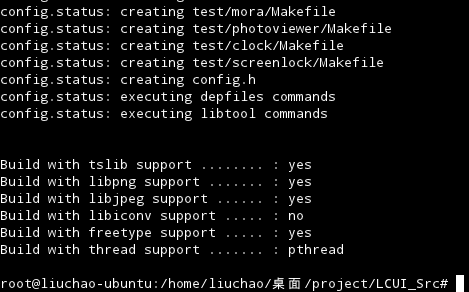 config.status: creating test/mora/Makefile
config.status: creating test/photoviewer/Makefile
config.status: creating test/clock/Makefile
config.status: creating test/screenlock/Makefile
config.status: creating config.h
config.status: executing depfiles commands
config.status: executing libtool commands
Build with tslib support ........ : yes
Build with libpng support ....... : yes
Build with libjpeg support ...... : yes
Build with libiconv support ..... : no
Build with freetype support ..... : yes
Build with thread support ....... : pthread
root@liuchao-ubuntu:/home/liuchao/桌面/project/LCUI_Src#